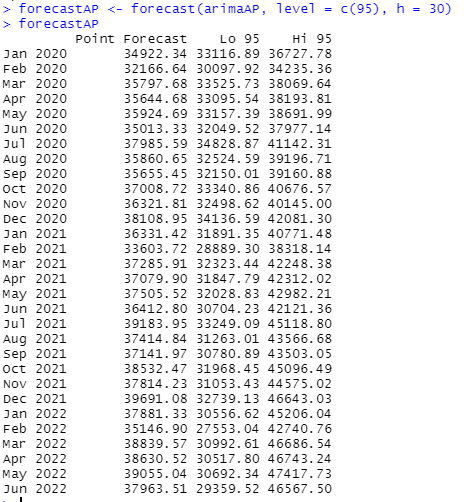 > forecastAP <- forecast(arimaAP, level = c(95), h = 30)
> forecastAP
Point Forecast Lo 95 Hi 95
Jan 2020 34922.34 33116.89 36727.78
Feb 2020 32166.64 30097.92 34235.36
Mar 2020 35797.68 33525.73 38069.64
Apr 2020 35644.68 33095.54 38193.81
May 2020 35924.69 33157.39 38691.99
Jun 2020 35013.33 32049.52 37977.14
Jul 2020 37985.59 34828.87 41142.31
Aug 2020 35860.65 32524.59 39196.71
Sep 2020 35655.45 32150.01 39160.88
Oct 2020 37008.72 33340.86 40676.57
Nov 2020 36321.81 32498.62 40145.00
Dec 2020 38108.95 34136.59 42081.30
Jan 2021 36331.42 31891.35 40771.48
Feb 2021 33603.72 28889.30 38318.14
Mar 2021 37285.91 32323.44 42248.38
Apr 2021 37079.90 31847.79 42312.02
May 2021 37505.52 32028.83 42982.21
Jun 2021 36412.80 30704.23 42121.36
Jul 2021 39183.95 33249.09 45118.80
Aug 2021 37414.84 31263.01 43566.68
Sep 2021 37141.97 30780.89 43503.05
Oct 2021 38532.47 31968.45 45096.49
Nov 2021 37814.23 31053.43 44575.02
Dec 2021 39691.08 32739.13 46643.03
Jan 2022 37881.33 30556.62 45206.04
Feb 2022 35146.90 27553.04 42740.76
Mar 2022 38839.57 30992.61 46686.54
Apr 2022 38630.52 30517.80 46743.24
May 2022 39055.04 30692.34 47417.73
Jun 2022 37963.51 29359.52 46567.50